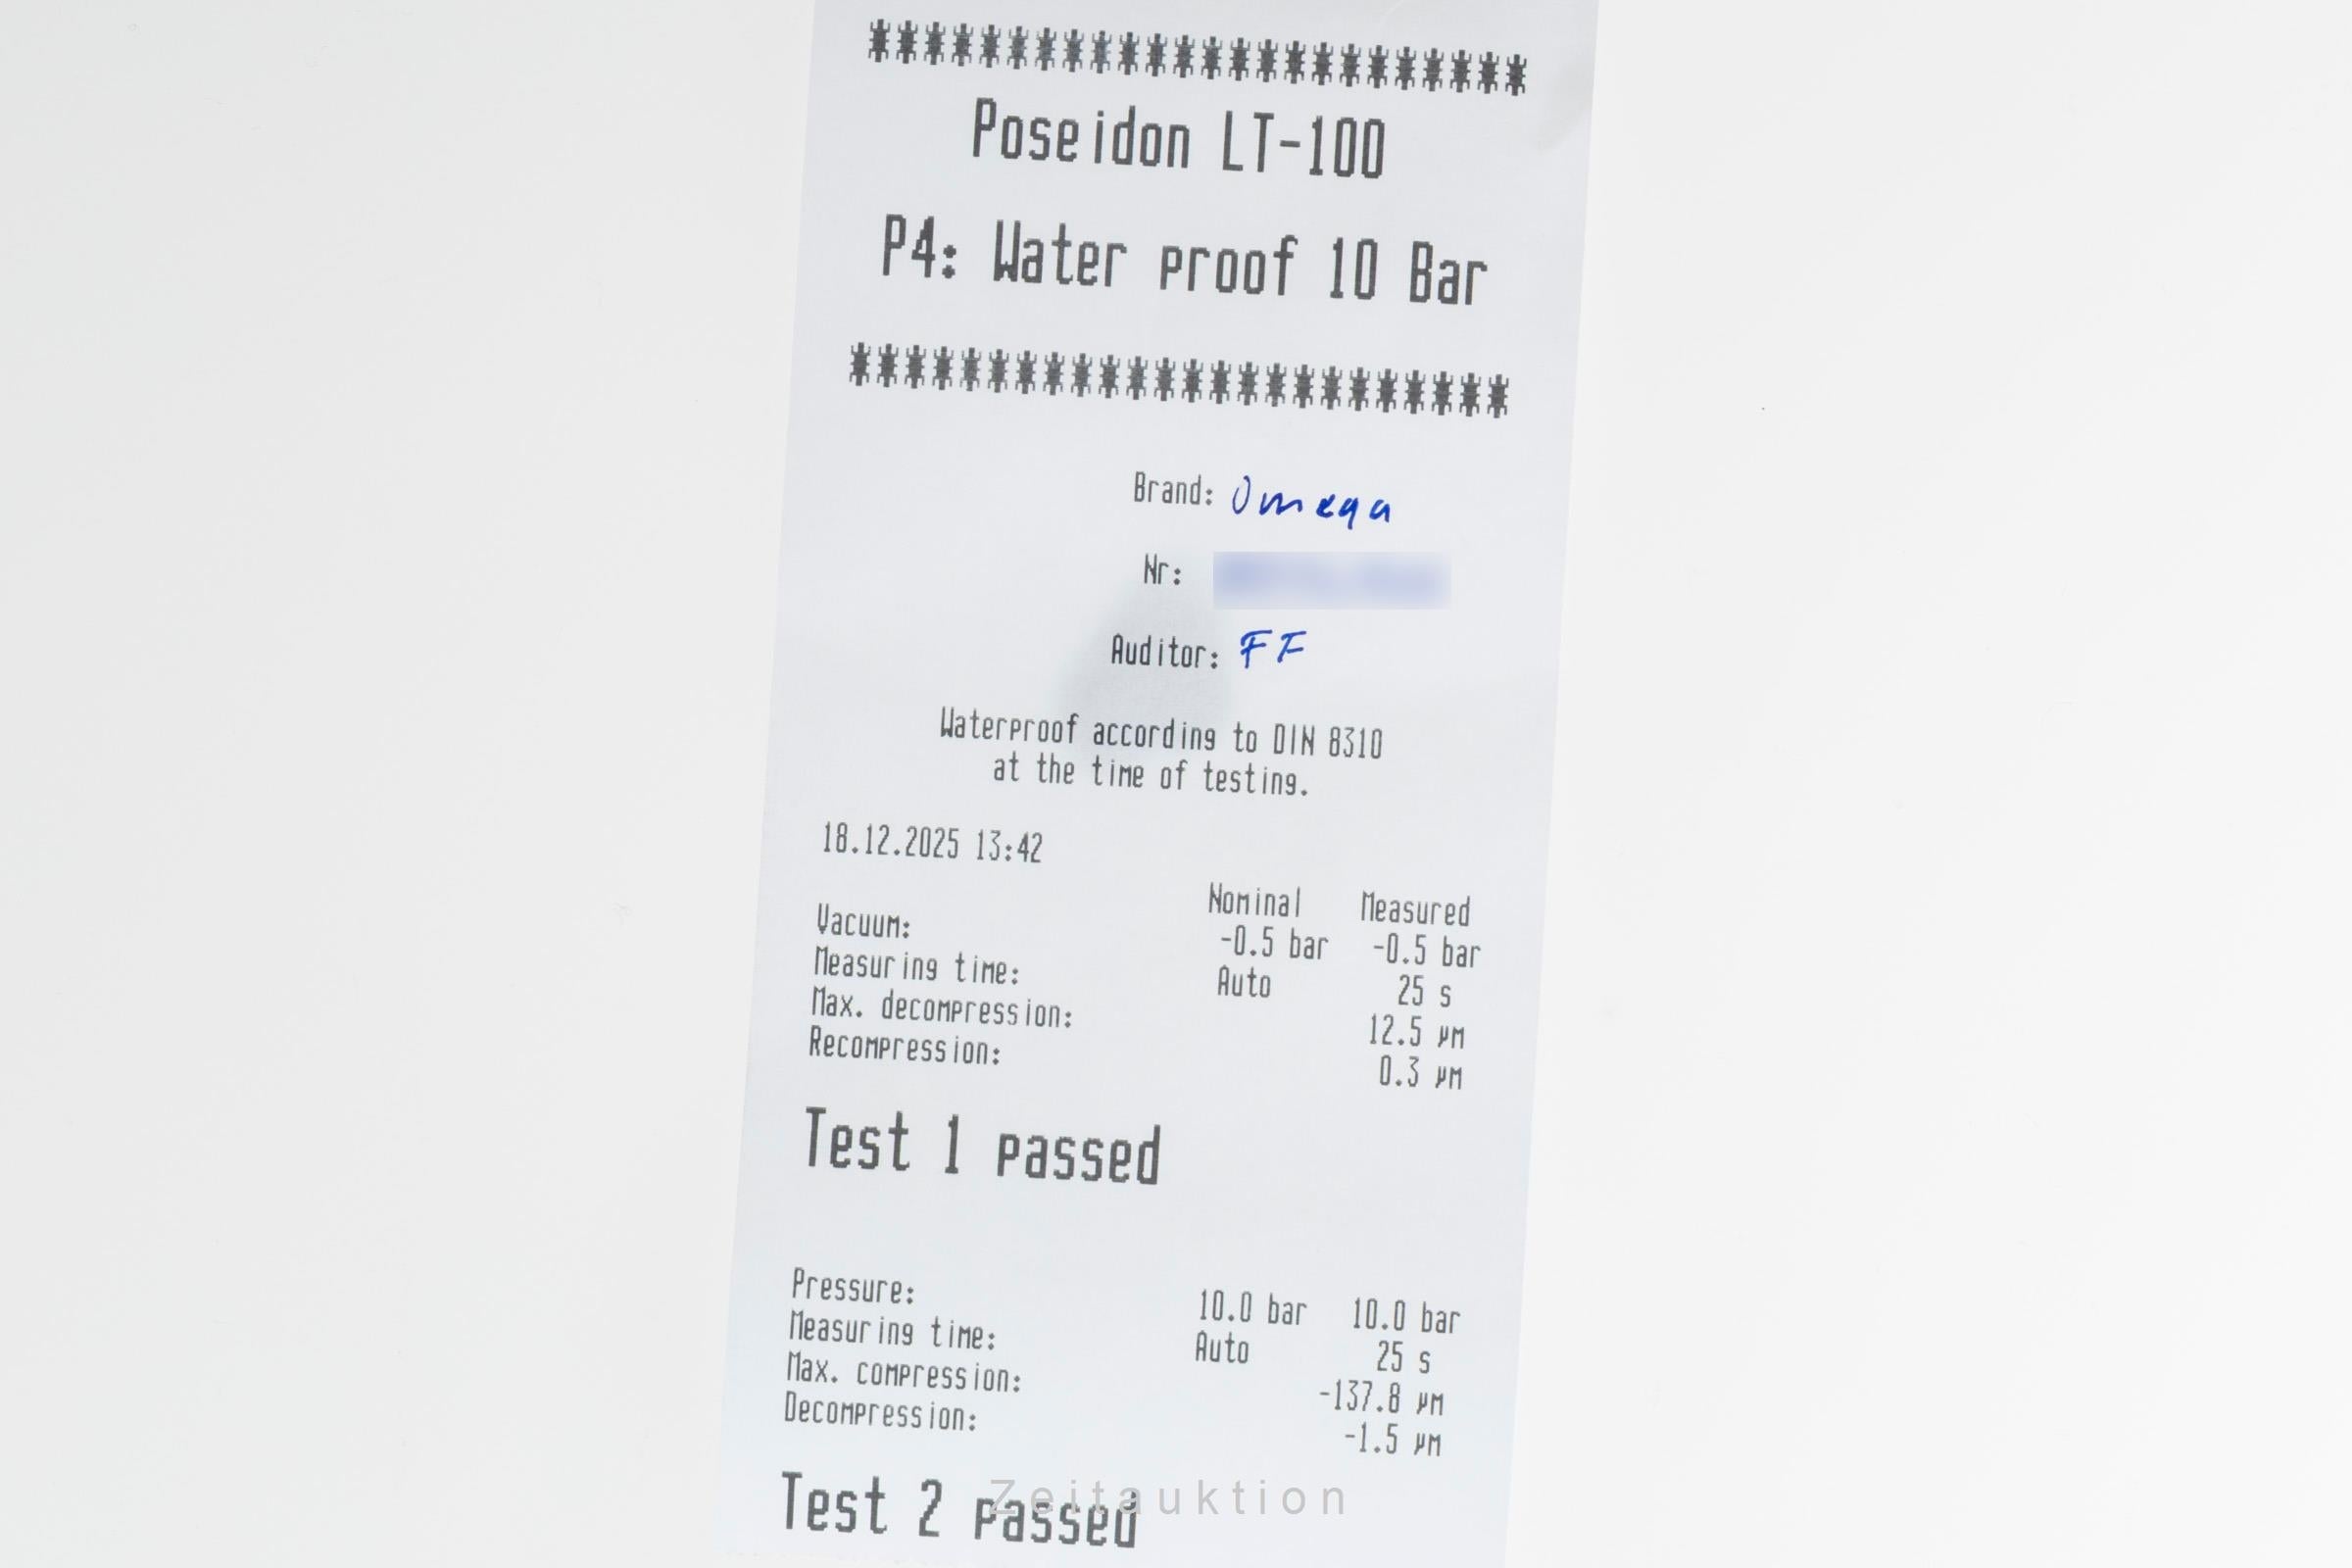 ************************
Poseidon LT-100
P4: Water proof 10 Bar
************************
Brand: Omega
Nr:
Auditor: FF
Waterproof according to DIN 8310
at the time of testing.
18.12.2025 13:42
Nominal Measured
Vacuum: -0.5 bar -0.5 bar
Measuring time: Auto 25 s
Max. decompression: 12.5 µm
Recompression: 0.3 µm
Test 1 passed
Pressure: 10.0 bar 10.0 bar
Measuring time: Auto 25 s
Max. compression: -137.8 µm
Decompression: -1.5 µm
Test 2 passed
Zeitauktion